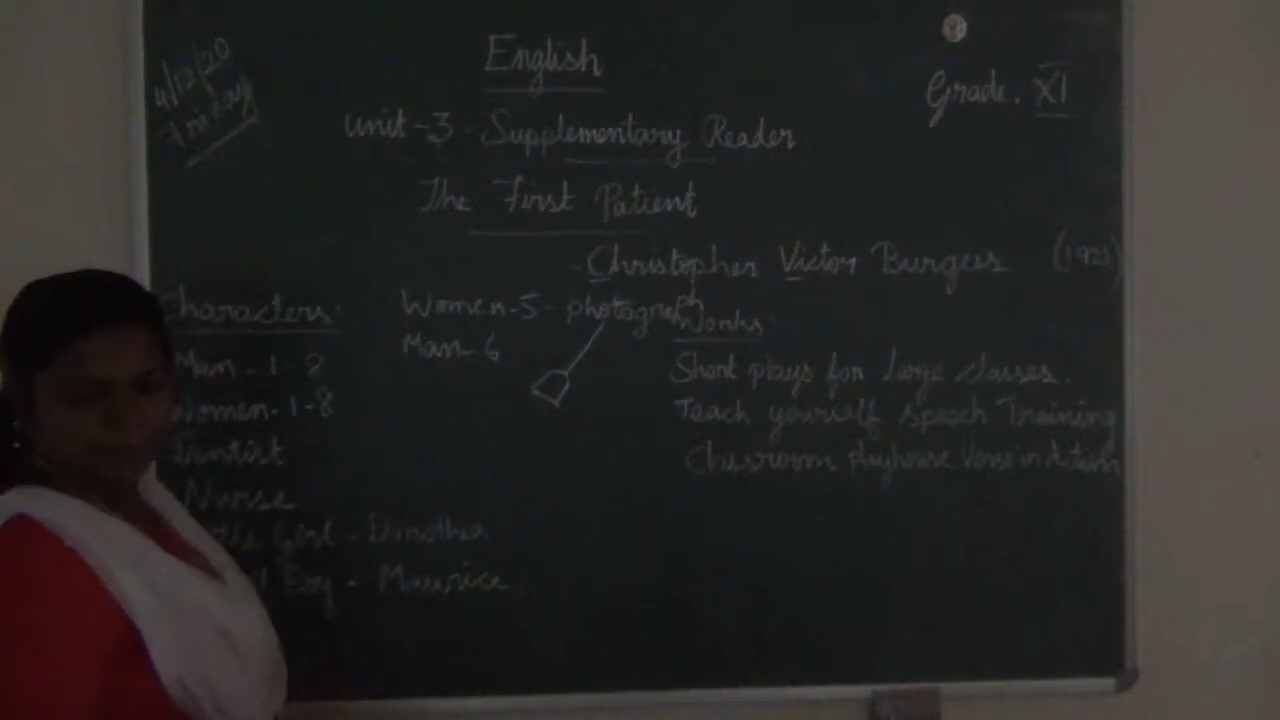 4/12/20
Friday
English
Grade. XI
Unit-3 - Supplementary Reader
The First Patient
- Christopher Victor Burgess (1921)
Characters:
Man - 1-8
Women - 1-8
Dentist
Nurse
Girl - Dorothea
Boy - Maurice
Women-5- photograph
Man-6
Works:
Short plays for large classes.
Teach yourself speech Training
Classroom playhouse Verse in Action